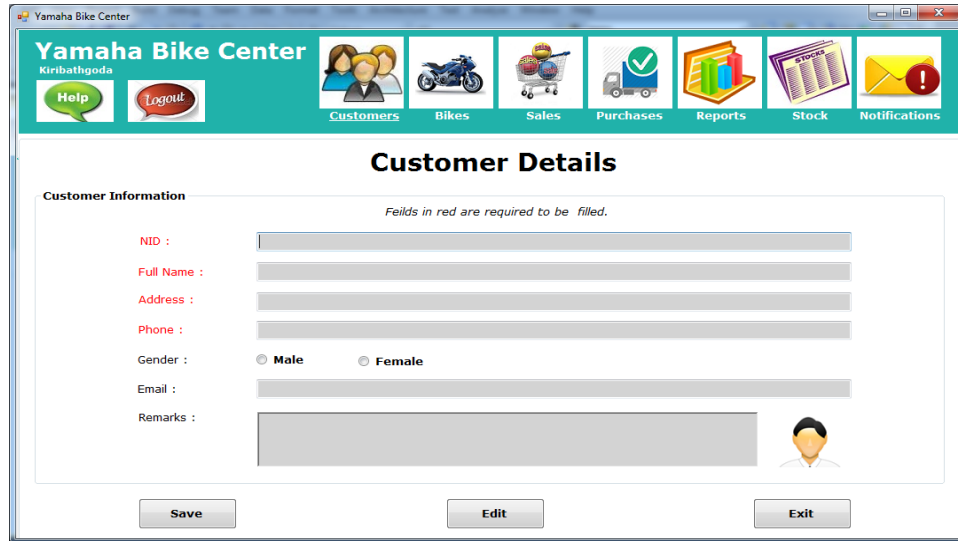 Yamaha Bike Center
Yamaha Bike Center
Kiribathgoda
Help
Logout
STOCKS
Customers Bikes Sales Purchases Reports Stock Notifications
Customer Details
Customer Information
Feilds in red are required to be filled.
NID :
Full Name :
Address :
Phone :
Gender : Male Female
Email :
Remarks :
Save Edit Exit